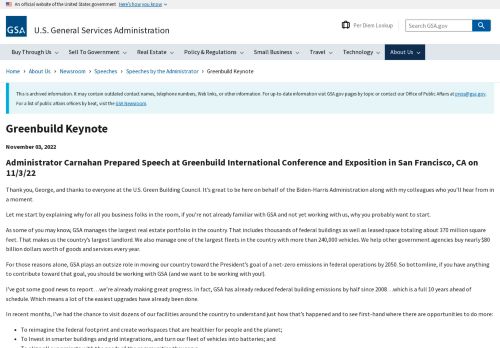 An official website of the United States government Here's how you know
GSA U.S. General Services Administration
Per Diem Lookup
Search GSA.gov
Buy Through Us Sell To Government Real Estate Policy & Regulations Small Business Travel Technology About Us
Home › About Us › Newsroom › Speeches › Speeches by the Administrator › Greenbuild Keynote
This is archived information. It may contain outdated contact names, telephone numbers, Web links, or other information. For up-to-date information visit GSA.gov pages by topic or contact our Office of Public Affairs at press@gsa.gov.
For a list of public affairs officers by beat, visit the GSA Newsroom.
Greenbuild Keynote
November 03, 2022
Administrator Carnahan Prepared Speech at Greenbuild International Conference and Exposition in San Francisco, CA on
11/3/22
Thank you, George, and thanks to everyone at the U.S. Green Building Council. It's great to be here on behalf of the Biden-Harris Administration along with my colleagues who you'll hear from in
a moment.
Let me start by explaining why for all you business folks in the room, if you're not already familiar with GSA and not yet working with us, why you probably want to start.
As some of you may know, GSA manages the largest real estate portfolio in the country. That includes thousands of federal buildings as well as leased space totaling about 370 million square
feet. That makes us the country's largest landlord. We also manage one of the largest fleets in the country with more than 240,000 vehicles. We help other government agencies buy nearly $80
billion dollars worth of goods and services every year.
For those reasons alone, GSA plays an outsize role in moving our country toward the President's goal of a net-zero emissions in federal operations by 2050. So bottomline, if you have anything
to contribute toward that goal, you should be working with GSA (and we want to be working with you!).
I've got some good news to report…we're already making great progress. In fact, GSA has already reduced federal building emissions by half since 2008…which is a full 10 years ahead of
schedule. Which means a lot of the easiest upgrades have already been done.
In recent months, I've had the chance to visit dozens of our facilities around the country to understand just how that's happened and to see first-hand where there are opportunities to do more:
• To reimagine the federal footprint and create workspaces that are healthier for people and the planet;
• To Invest in smarter buildings and grid integrations, and turn our fleet of vehicles into batteries; and